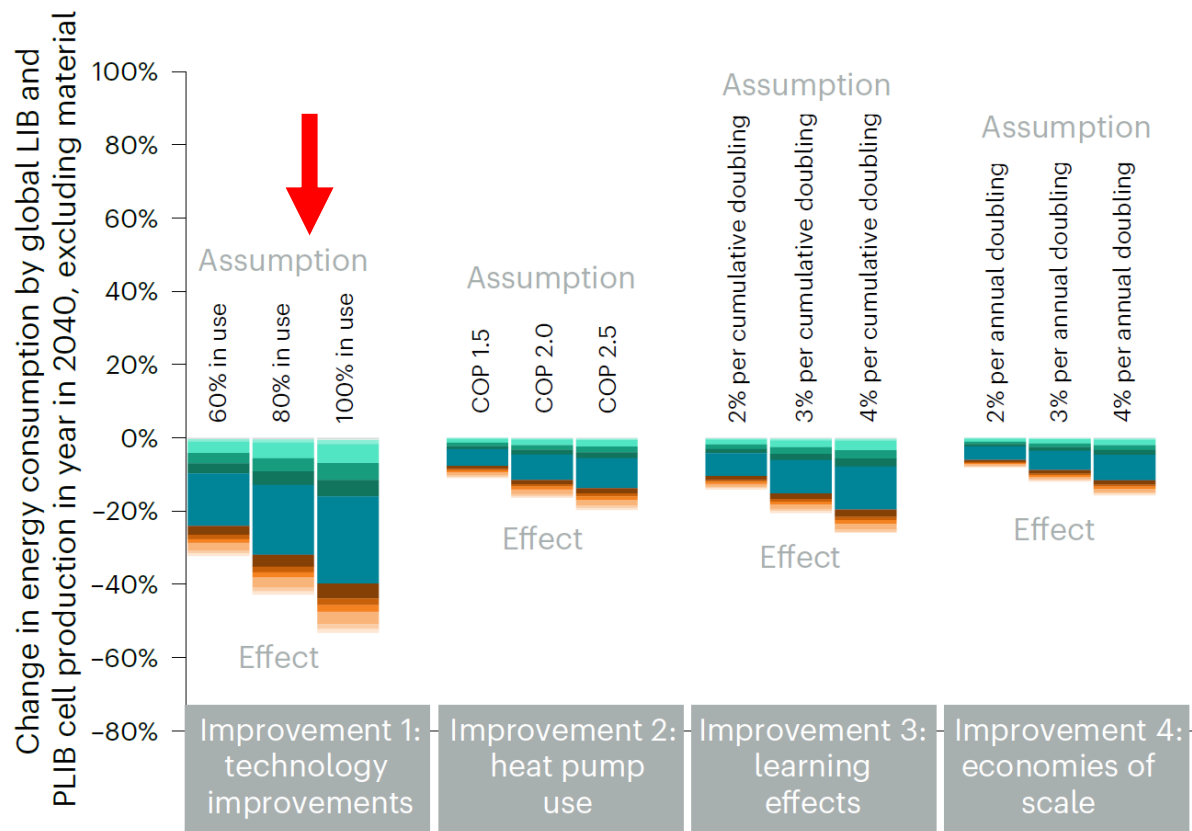 Change in energy consumption by global LIB and
PLIB cell production in year in 2040, excluding material
100%
80%
60%
40%
20%
0%
–20%
–40%
–60%
–80%
Assumption
60% in use
80% in use
100% in use
Effect
Improvement 1:
technology
improvements
Assumption
COP 1.5
COP 2.0
COP 2.5
Effect
Improvement 2:
heat pump
use
Assumption
2% per cumulative doubling
3% per cumulative doubling
4% per cumulative doubling
Effect
Improvement 3:
learning
effects
Assumption
2% per annual doubling
3% per annual doubling
4% per annual doubling
Effect
Improvement 4:
economies of
scale